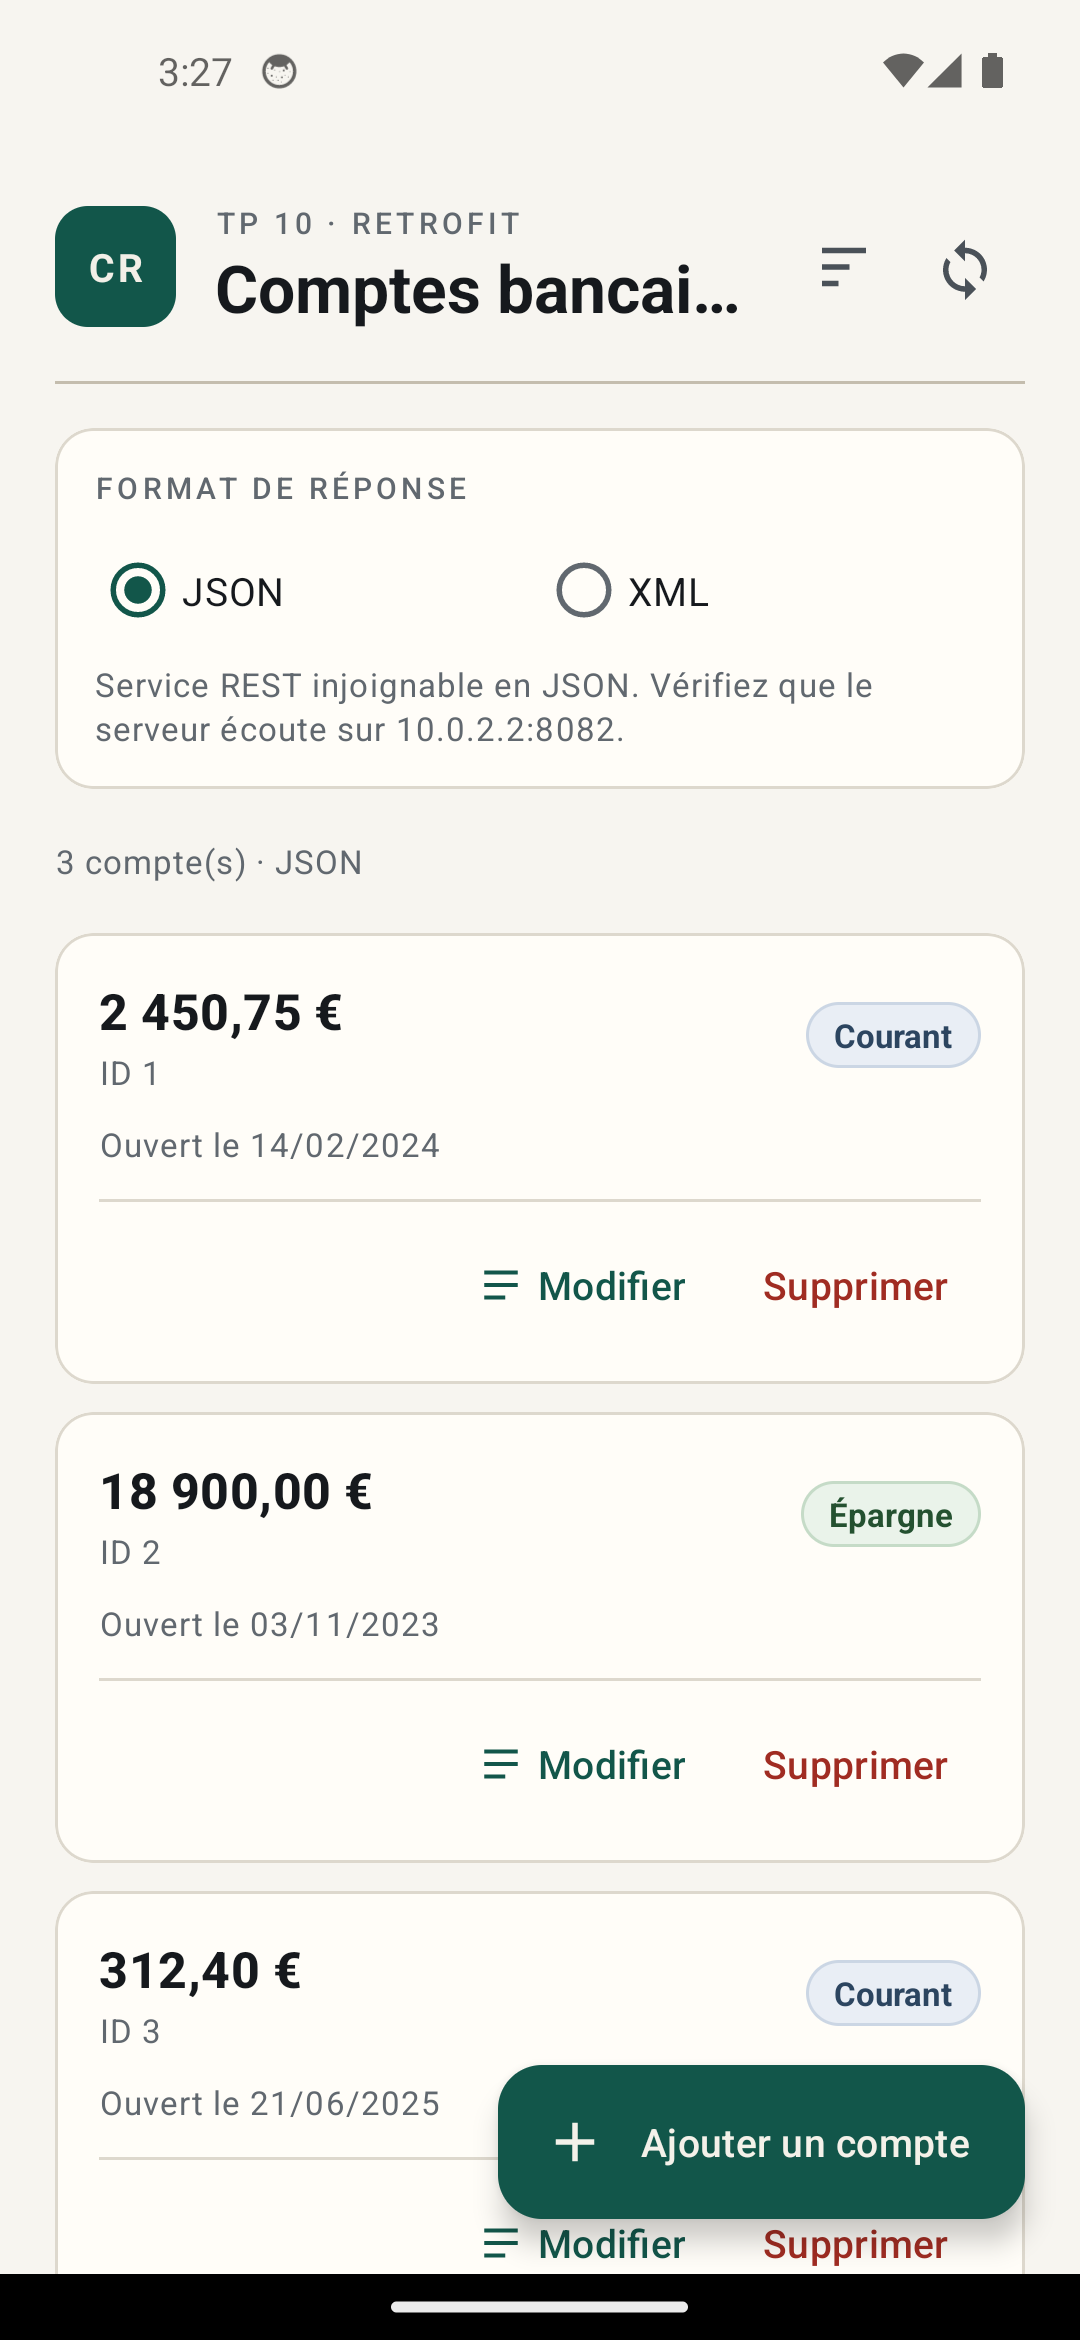 3:27
CR
TP 10 · RETROFIT
Comptes bancai...
FORMAT DE RÉPONSE
JSON
XML
Service REST injoignable en JSON. Vérifiez que le
serveur écoute sur 10.0.2.2:8082.
3 compte(s) · JSON
2 450,75 €
Courant
ID 1
Ouvert le 14/02/2024
Modifier
Supprimer
18 900,00 €
Épargne
ID 2
Ouvert le 03/11/2023
Modifier
Supprimer
312,40 €
Courant
ID 3
Ouvert le 21/06/2025
Ajouter un compte
Modifier
Supprimer